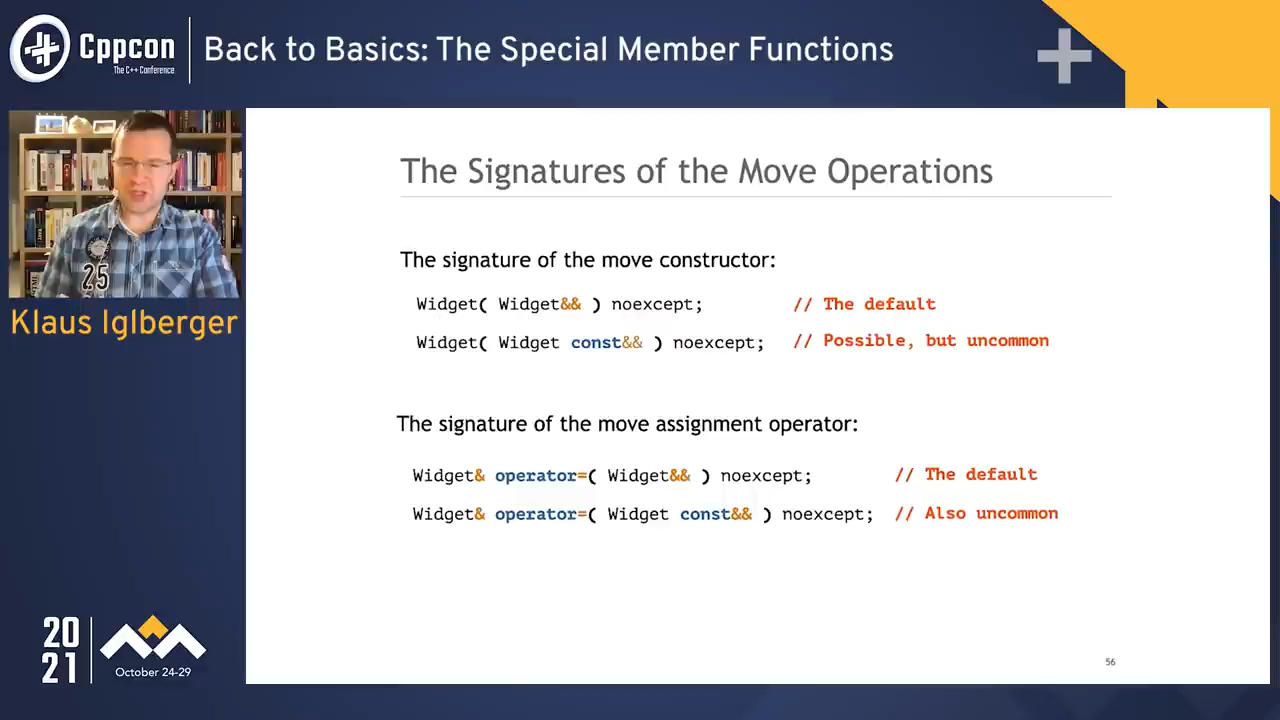 Cppcon
The C++ Conference
Back to Basics: The Special Member Functions
25
Klaus Iglberger
The Signatures of the Move Operations
The signature of the move constructor:
Widget( Widget&& ) noexcept; // The default
Widget( Widget const&& ) noexcept; // Possible, but uncommon
The signature of the move assignment operator:
Widget& operator=( Widget&& ) noexcept; // The default
Widget& operator=( Widget const&& ) noexcept; // Also uncommon
56
20
21
October 24-29